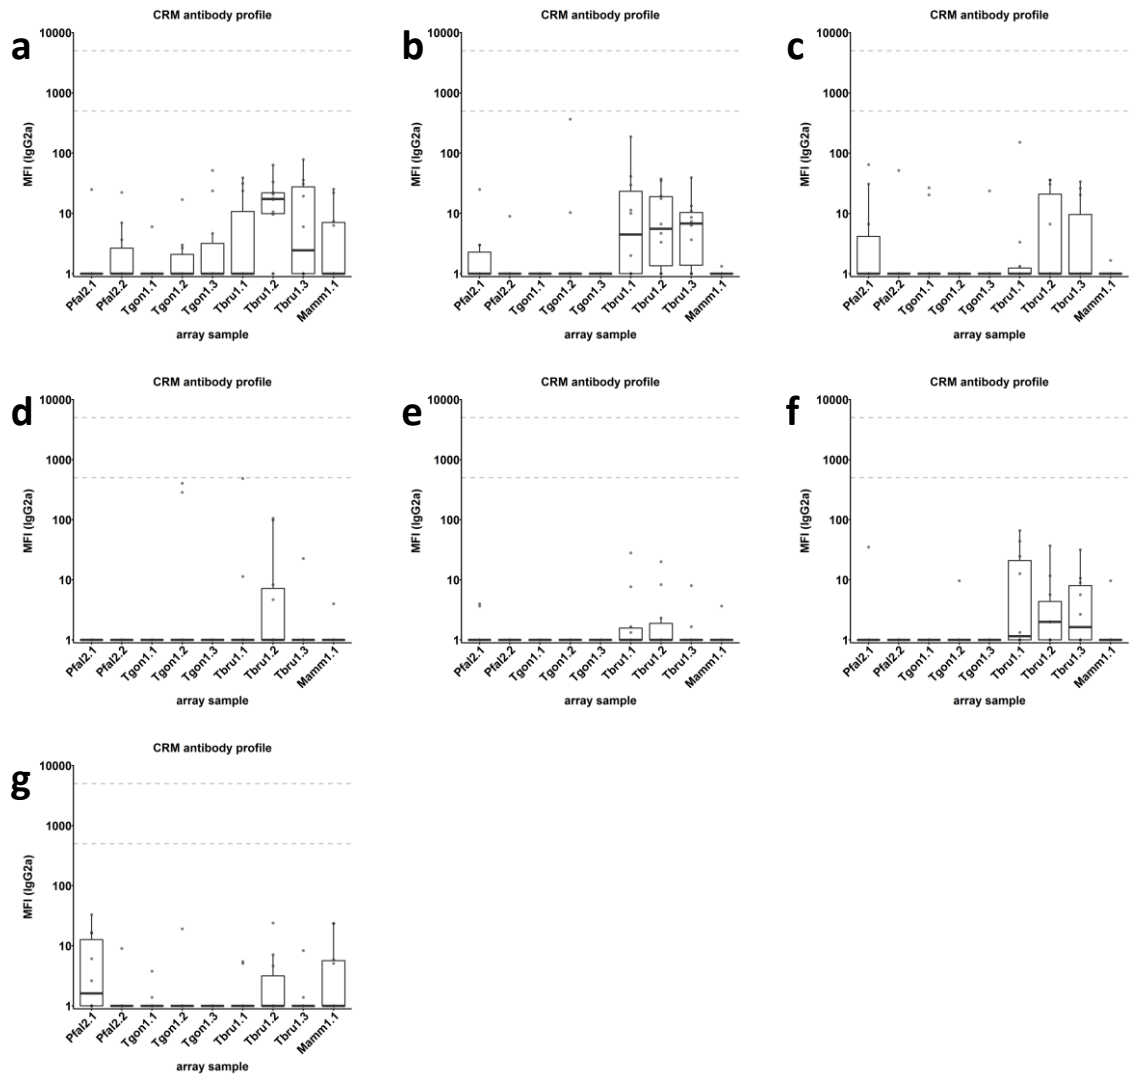 CRM antibody profile
a
10000
1000
100
10
1
MFI (IgG2a)
Pfal2.1
Pfal2.2
Tgon1.1
Tgon1.2
Tgon1.3
Tbru1.1
Tbru1.2
Tbru1.3
Mamm1.1
array sample
CRM antibody profile
b
10000
1000
100
10
1
MFI (IgG2a)
Pfal2.1
Pfal2.2
Tgon1.1
Tgon1.2
Tgon1.3
Tbru1.1
Tbru1.2
Tbru1.3
Mamm1.1
array sample
CRM antibody profile
c
10000
1000
100
10
1
MFI (IgG2a)
Pfal2.1
Pfal2.2
Tgon1.1
Tgon1.2
Tgon1.3
Tbru1.1
Tbru1.2
Tbru1.3
Mamm1.1
array sample
CRM antibody profile
d
10000
1000
100
10
1
MFI (IgG2a)
Pfal2.1
Pfal2.2
Tgon1.1
Tgon1.2
Tgon1.3
Tbru1.1
Tbru1.2
Tbru1.3
Mamm1.1
array sample
CRM antibody profile
e
10000
1000
100
10
1
MFI (IgG2a)
Pfal2.1
Pfal2.2
Tgon1.1
Tgon1.2
Tgon1.3
Tbru1.1
Tbru1.2
Tbru1.3
Mamm1.1
array sample
CRM antibody profile
f
10000
1000
100
10
1
MFI (IgG2a)
Pfal2.1
Pfal2.2
Tgon1.1
Tgon1.2
Tgon1.3
Tbru1.1
Tbru1.2
Tbru1.3
Mamm1.1
array sample
CRM antibody profile
g
10000
1000
100
10
1
MFI (IgG2a)
Pfal2.1
Pfal2.2
Tgon1.1
Tgon1.2
Tgon1.3
Tbru1.1
Tbru1.2
Tbru1.3
Mamm1.1
array sample